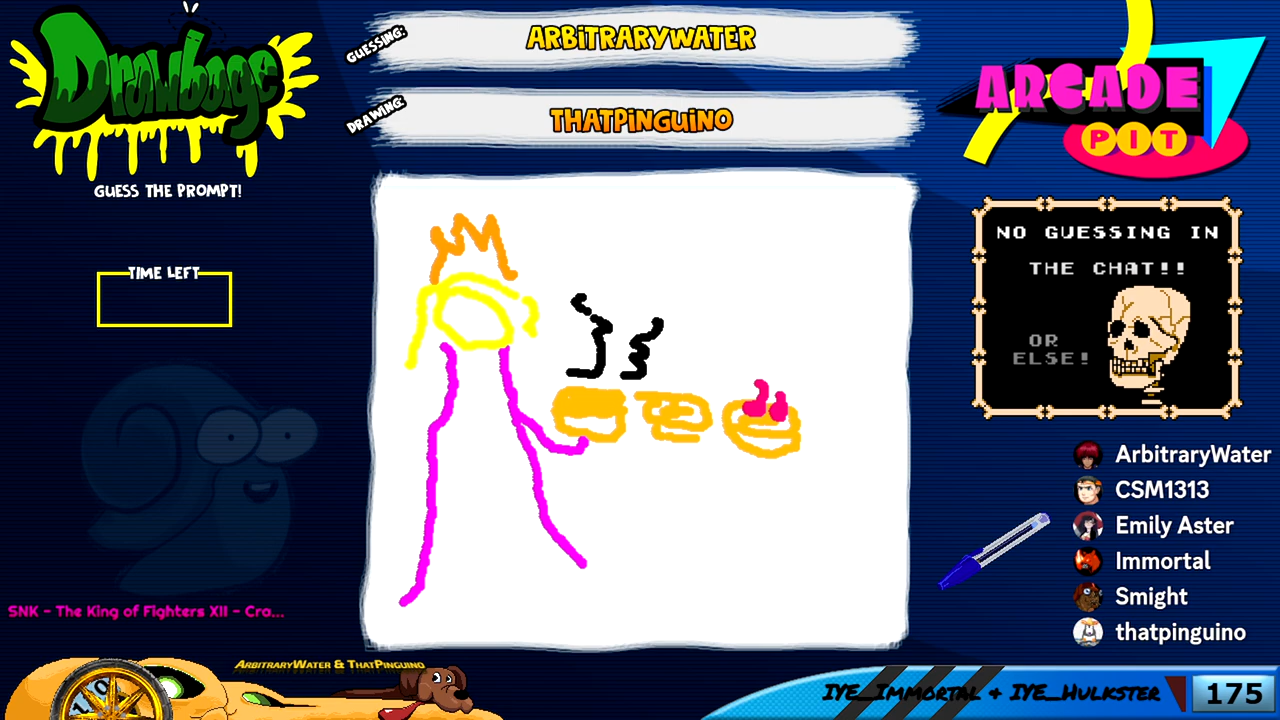 Drawbage
GUESS THE PROMPT!
TIME LEFT
SNK - The King of Fighters XII - Cro...
GUESSING:
ARBiTRARYWATER
DRAWING:
THATPiNGUiNO
ARCADE
PIT
NO GUESSING IN
THE CHAT!!
OR
ELSE!
ArbitraryWater
CSM1313
Emily Aster
Immortal
Smight
thatpinguino
ArbitraryWater & ThatPinguino
IYE_Immortal & IYE_Hulkster
175